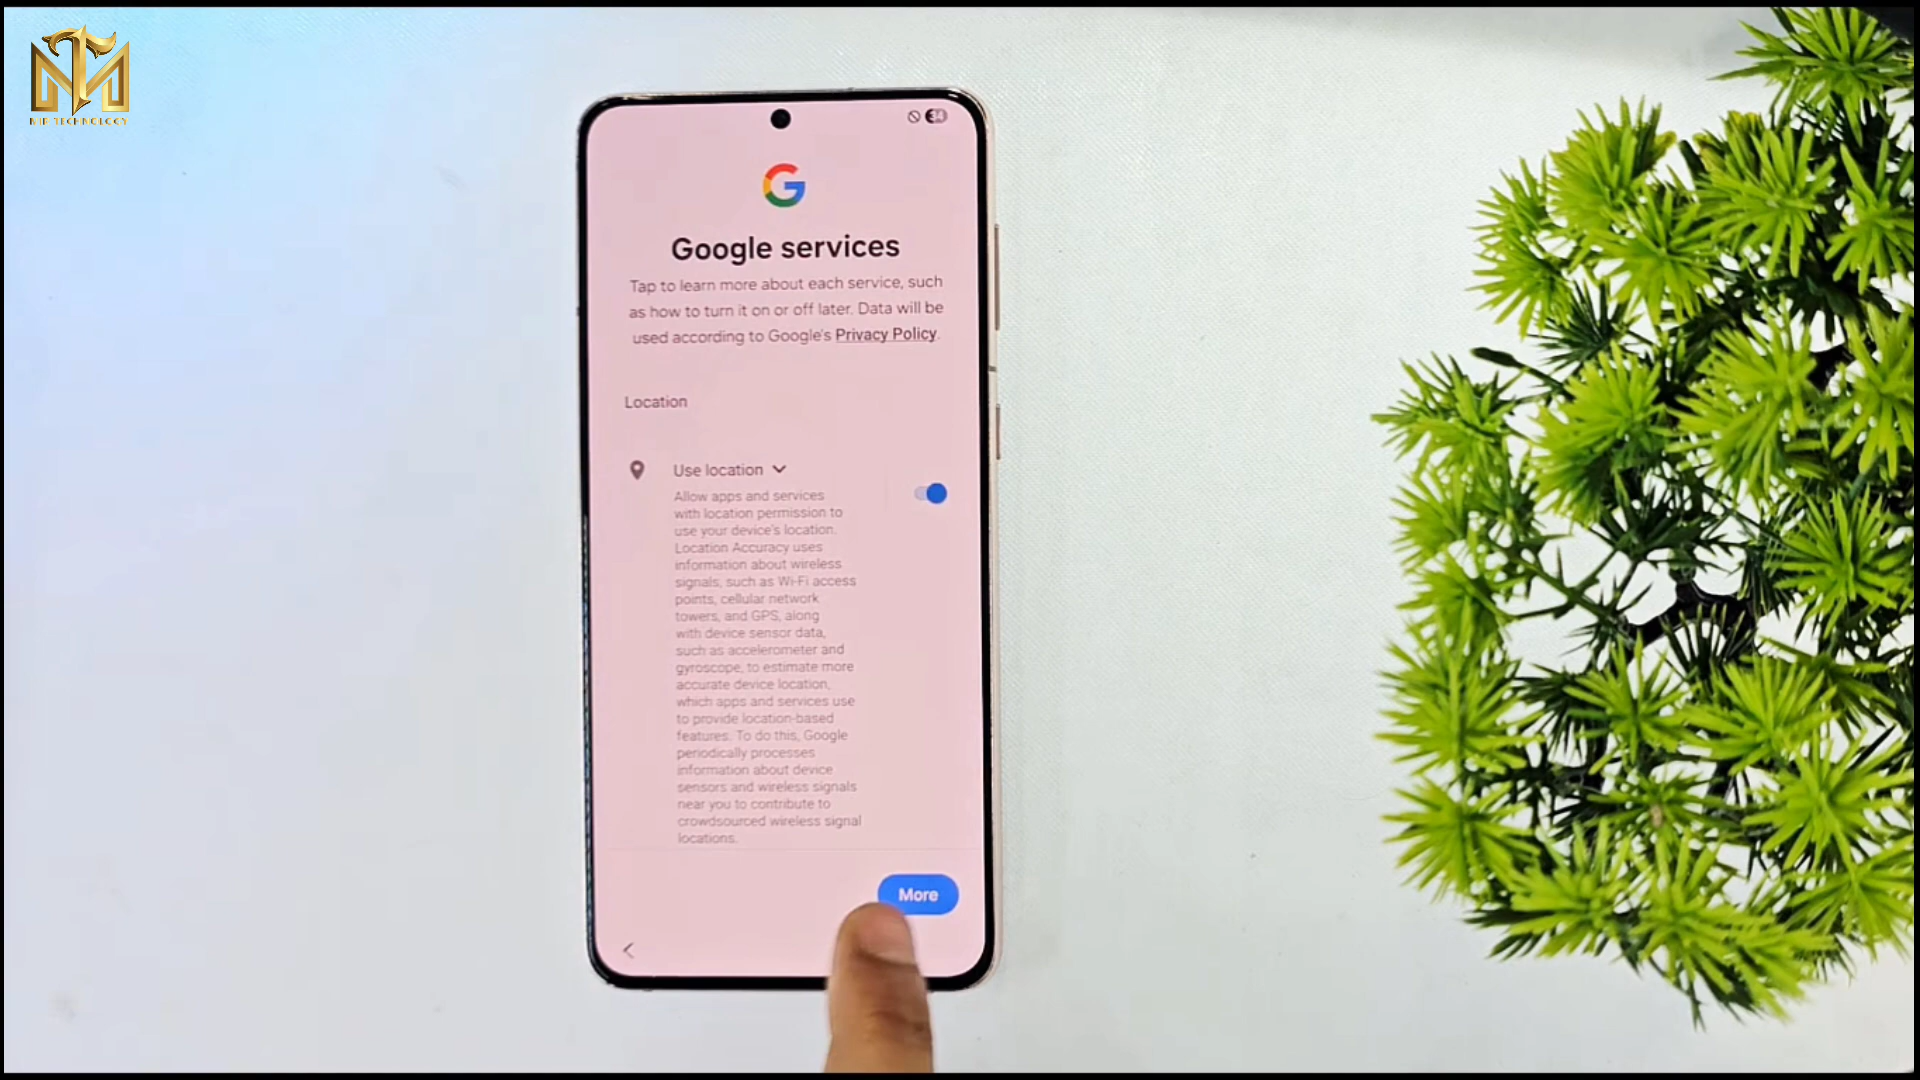 MIF TECHNOLOGY
34
Google services
Tap to learn more about each service, such
as how to turn it on or off later. Data will be
used according to Google's Privacy Policy.
Location
Use location
Allow apps and services
with location permission to
use your device's location.
Location Accuracy uses
information about wireless
signals, such as Wi-Fi access
points, cellular network
towers, and GPS, along
with device sensor data,
such as accelerometer and
gyroscope, to estimate more
accurate device location,
which apps and services use
to provide location-based
features. To do this, Google
periodically processes
information about device
sensors and wireless signals
near you to contribute to
crowdsourced wireless signal
locations.
More